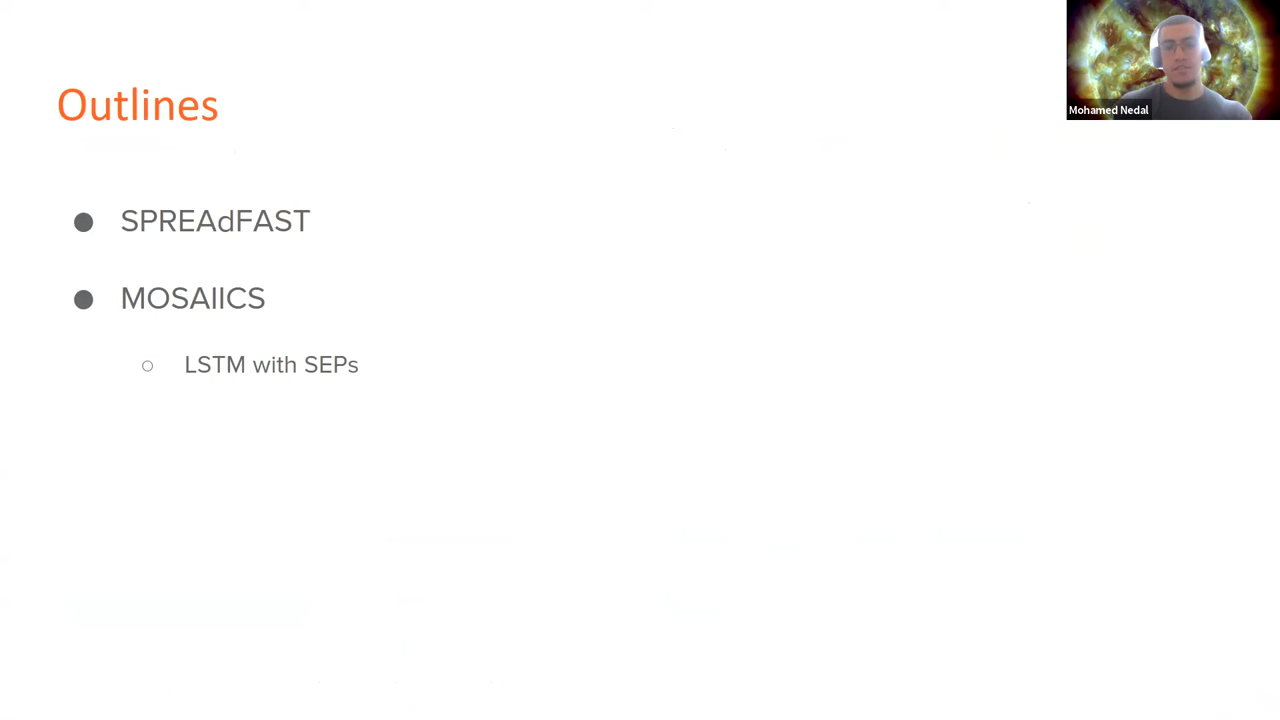 Outlines
SPREAdFAST
MOSAIICS
LSTM with SEPs
Mohamed Nedal